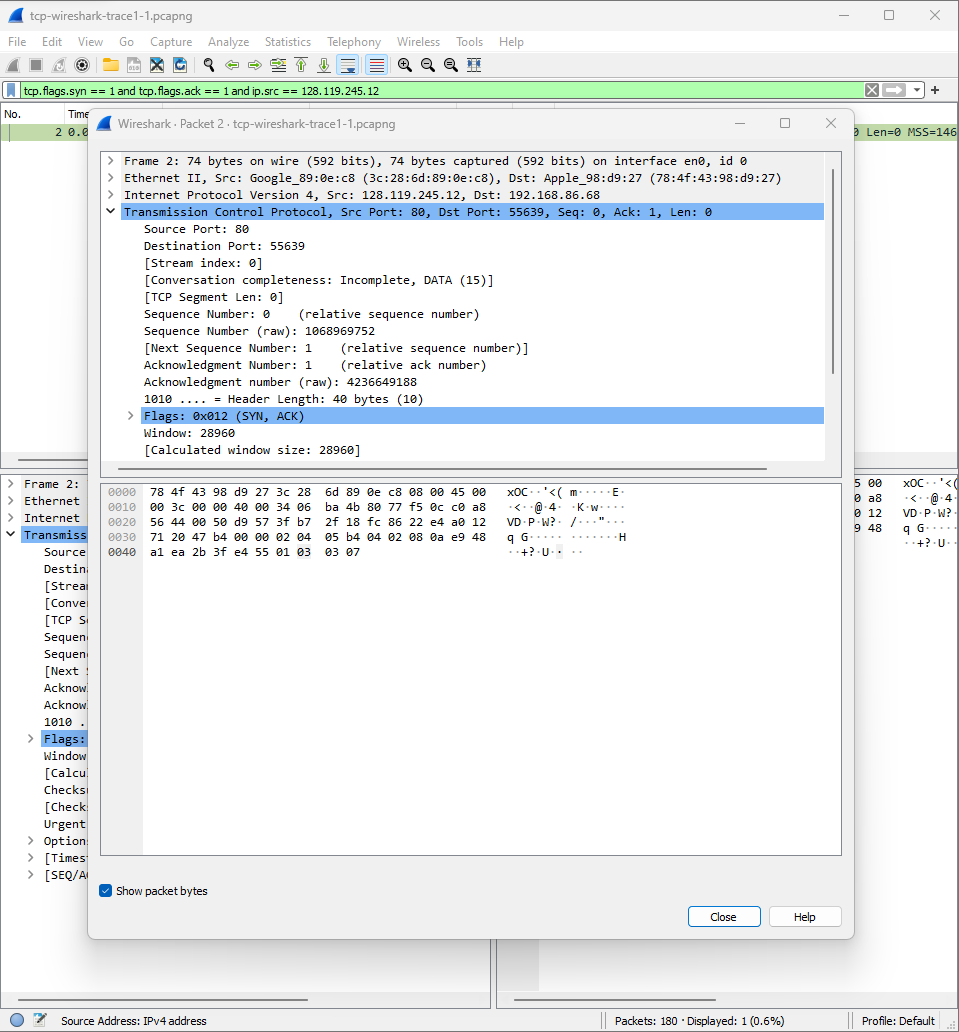 tcp-wireshark-trace1-1.pcapng
File Edit View Go Capture Analyze Statistics Telephony Wireless Tools Help
tcp.flags.syn == 1 and tcp.flags.ack == 1 and ip.src == 128.119.245.12
No. Time
2 0.0
0 Len=0 MSS=146
Wireshark · Packet 2 · tcp-wireshark-trace1-1.pcapng
Frame 2: 74 bytes on wire (592 bits), 74 bytes captured (592 bits) on interface en0, id 0
Ethernet II, Src: Google_89:0e:c8 (3c:28:6d:89:0e:c8), Dst: Apple_98:d9:27 (78:4f:43:98:d9:27)
Internet Protocol Version 4, Src: 128.119.245.12, Dst: 192.168.86.68
Transmission Control Protocol, Src Port: 80, Dst Port: 55639, Seq: 0, Ack: 1, Len: 0
Source Port: 80
Destination Port: 55639
[Stream index: 0]
[Conversation completeness: Incomplete, DATA (15)]
[TCP Segment Len: 0]
Sequence Number: 0    (relative sequence number)
Sequence Number (raw): 1068969752
[Next Sequence Number: 1    (relative sequence number)]
Acknowledgment Number: 1    (relative ack number)
Acknowledgment number (raw): 4236649188
1010 .... = Header Length: 40 bytes (10)
Flags: 0x012 (SYN, ACK)
Window: 28960
[Calculated window size: 28960]
0000 78 4f 43 98 d9 27 3c 28 6d 89 0e c8 08 00 45 00 xOC··'<( m·····E·
0010 00 3c 00 00 40 00 34 06 ba 4b 80 77 f5 0c c0 a8 ·<··@·4· ·K·w····
0020 56 44 00 50 d9 57 3f b7 2f 18 fc 86 22 e4 a0 12 VD·P·W?· /···"···
0030 71 20 47 b4 00 00 02 04 05 b4 04 02 08 0a e9 48 q G····· ·······H
0040 a1 ea 2b 3f e4 55 01 03 03 07 ··+?·U·· ··
Show packet bytes
Close Help
Frame 2:
Ethernet
Internet
Transmiss
Source
Destin
[Strea
[Conve
[TCP S
Sequen
Sequen
[Next
Acknow
Acknow
1010 .
Flags:
Window
[Calcu
Checks
[Check
Urgent
Option
[Times
[SEQ/A
5 00 xOC··'<(
0 a8 ·<··@·4·
0 12 VD·P·W?·
9 48 q G·····
··+?·U··
Source Address: IPv4 address
Packets: 180 · Displayed: 1 (0.6%)
Profile: Default